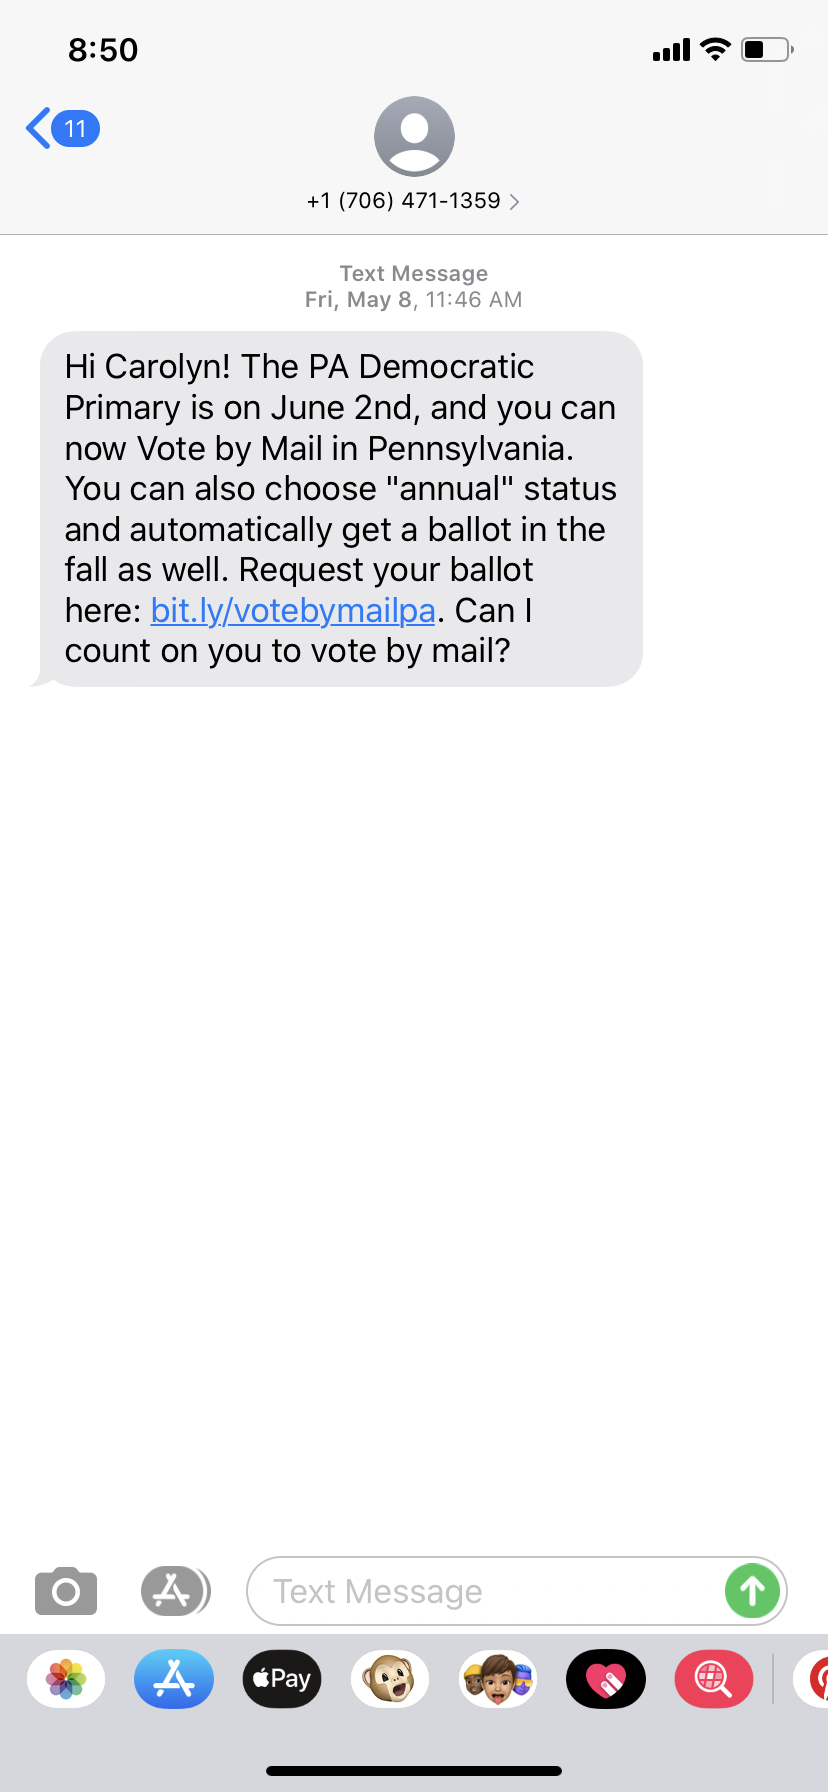 8:50
11
+1 (706) 471-1359
Text Message
Fri, May 8, 11:46 AM
Hi Carolyn! The PA Democratic
Primary is on June 2nd, and you can
now Vote by Mail in Pennsylvania.
You can also choose "annual" status
and automatically get a ballot in the
fall as well. Request your ballot
here: bit.ly/votebymailpa. Can I
count on you to vote by mail?
Text Message
Pay